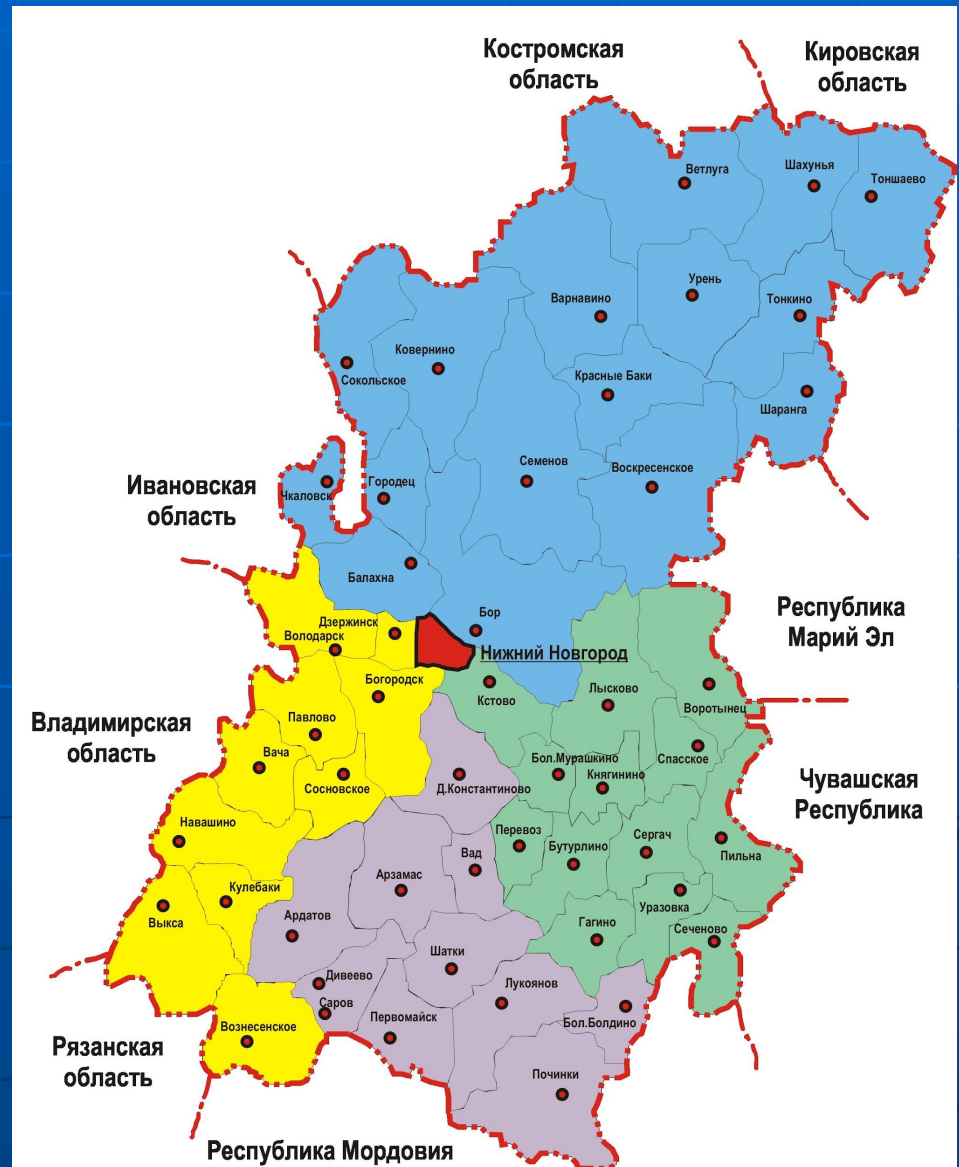 Костромская
область
Кировская
область
Ветлуга
Шахунья
Тоншаево
Урень
Варнавино
Тонкино
Ковернино
Сокольское
Красные Баки
Шаранга
Ивановская
область
Чкаловск
Городец
Семенов
Воскресенское
Балахна
Бор
Республика
Марий Эл
Дзержинск
Володарск
Нижний Новгород
Богородск
Кстово
Лысково
Воротынец
Владимирская
область
Павлово
Вача
Сосновское
Д.Константиново
Бол.Мурашкино
Княгинино
Спасское
Чувашская
Республика
Навашино
Перевоз
Бутурлино
Сергач
Пильна
Кулебаки
Выкса
Арзамас
Вад
Ардатов
Уразовка
Гагино
Сеченово
Шатки
Дивеево
Саров
Лукоянов
Первомайск
Бол.Болдино
Вознесенское
Рязанская
область
Починки
Республика Мордовия